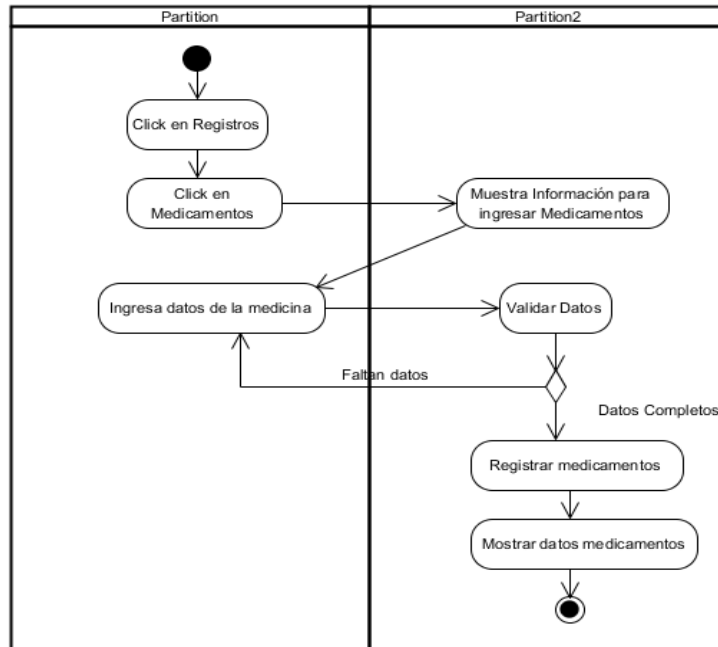 Partition
Partition2
Click en Registros
Click en
Medicamentos
Muestra Información para
ingresar Medicamentos
Ingresa datos de la medicina
Validar Datos
Faltan datos
Datos Completos
Registrar medicamentos
Mostrar datos medicamentos